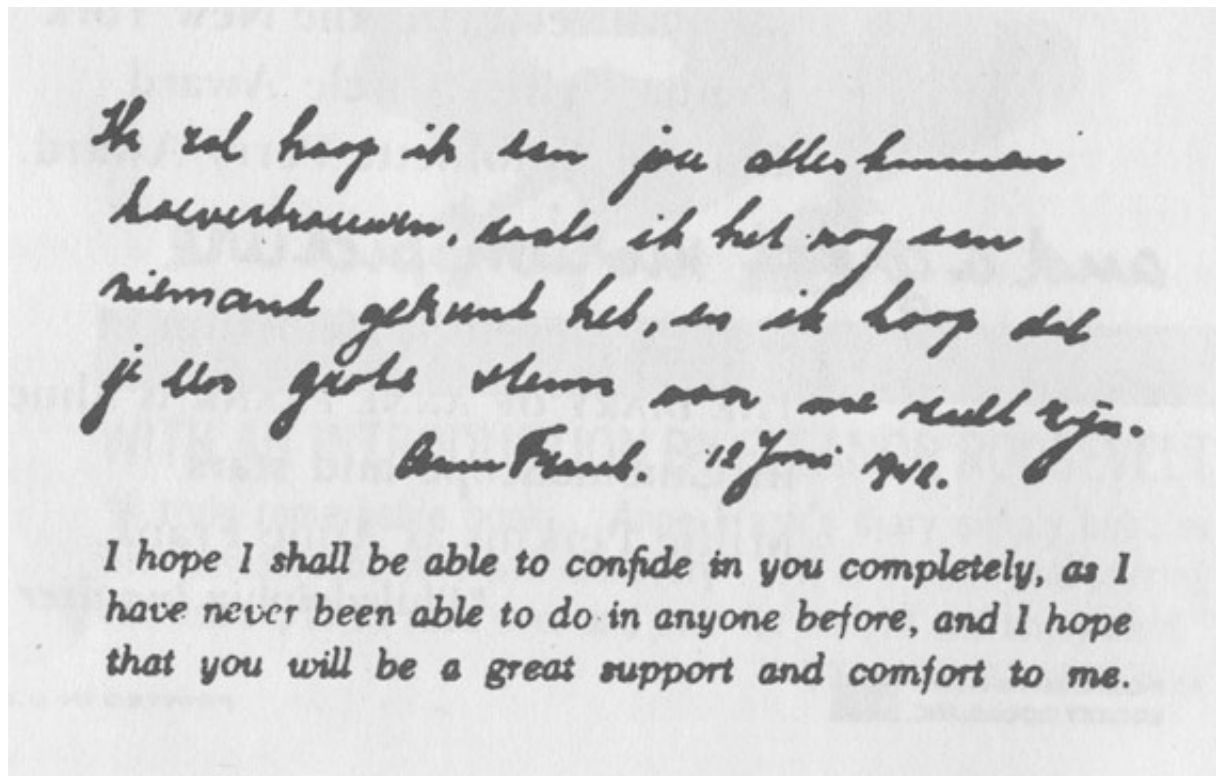 Ik zal hoop ik aan jou alles kunnen
toevertrouwen, zoals ik het nog aan
niemand gekund heb, en ik hoop dat
je een grote steun voor me zult zijn.
Anne Frank. 12 Juni 1942.
I hope I shall be able to confide in you completely, as I
have never been able to do in anyone before, and I hope
that you will be a great support and comfort to me.